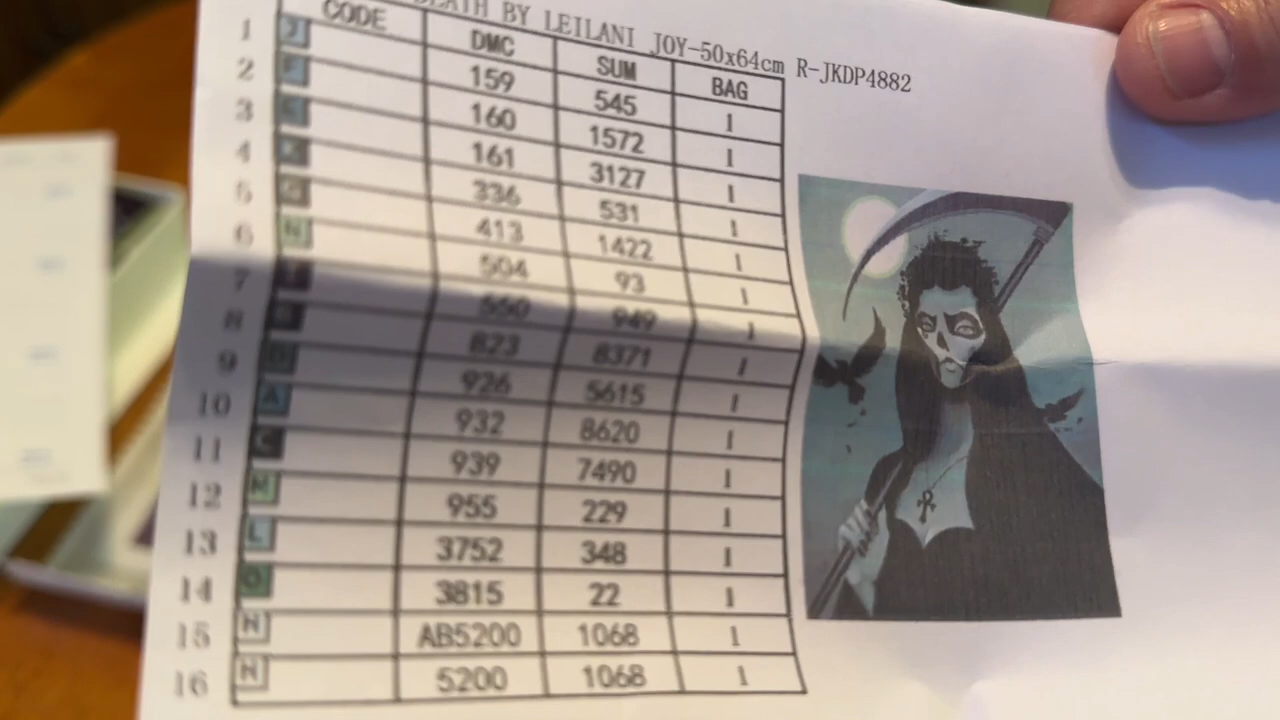 DEATH BY LEILANI JOY-50x64cm R-JKDP4882
CODE DMC SUM BAG
1 J 159 545 1
2 F 160 1572 1
3 E 161 3127 1
4 K 336 531 1
5 G 413 1422 1
6 N 504 93 1
7 I 550 949 1
8 B 823 8371 1
9 D 926 5615 1
10 A 932 8620 1
11 C 939 7490 1
12 M 955 229 1
13 L 3752 348 1
14 O 3815 22 1
15 H AB5200 1068 1
16 H 5200 1068 1